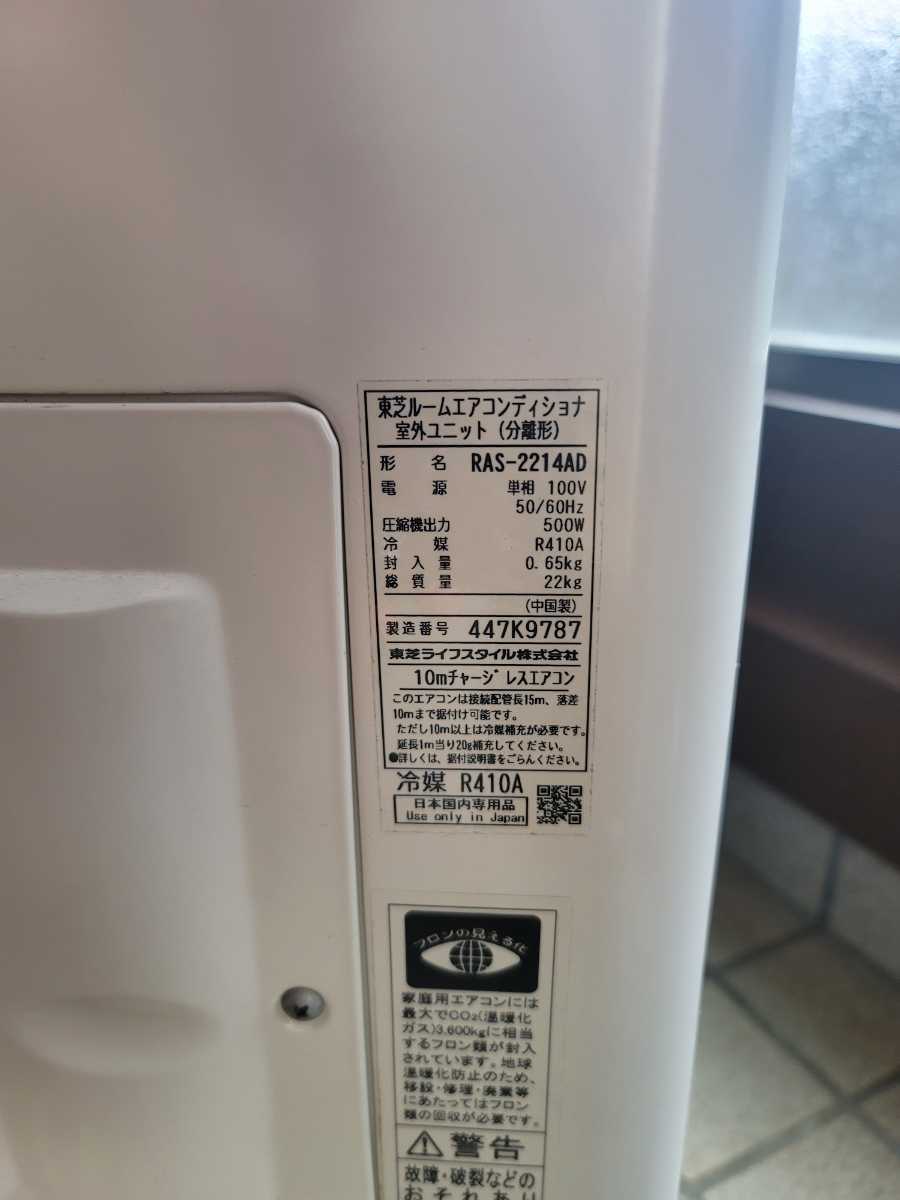 東芝ルームエアコンディショナ
室外ユニット(分離形)
形 名 RAS-2214AD
電 源 単相 100V
50/60Hz
圧縮機出力 500W
冷 媒 R410A
封 入 量 0.65kg
総 質 量 22kg
(中国製)
製造番号 447K9787
東芝ライフスタイル株式会社
10mチャージレスエアコン
このエアコンは接続配管長15m、落差
10mまで据付け可能です。
ただし10m以上は冷媒補充が必要です。
延長1m当り20g補充してください。
●詳しくは、据付説明書をごらんください。
冷媒 R410A
日本国内専用品
Use only in Japan
フロンの見える化
家庭用エアコンには
最大でCO2(温暖化
ガス)3,600kgに相当
するフロン類が封入
されています。地球
温暖化防止のため、
移設・修理・廃棄等
にあたってはフロン
類の回収が必要です。
⚠警告
故障・破裂などの
おそれあり